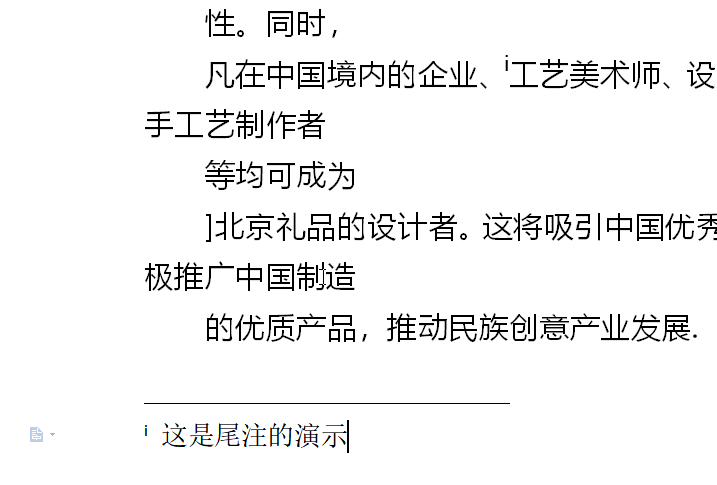 性。同时，
凡在中国境内的企业、i工艺美术师、设
手工艺制作者
等均可成为
]北京礼品的设计者。这将吸引中国优秀
极推广中国制造
的优质产品，推动民族创意产业发展.
i 这是尾注的演示